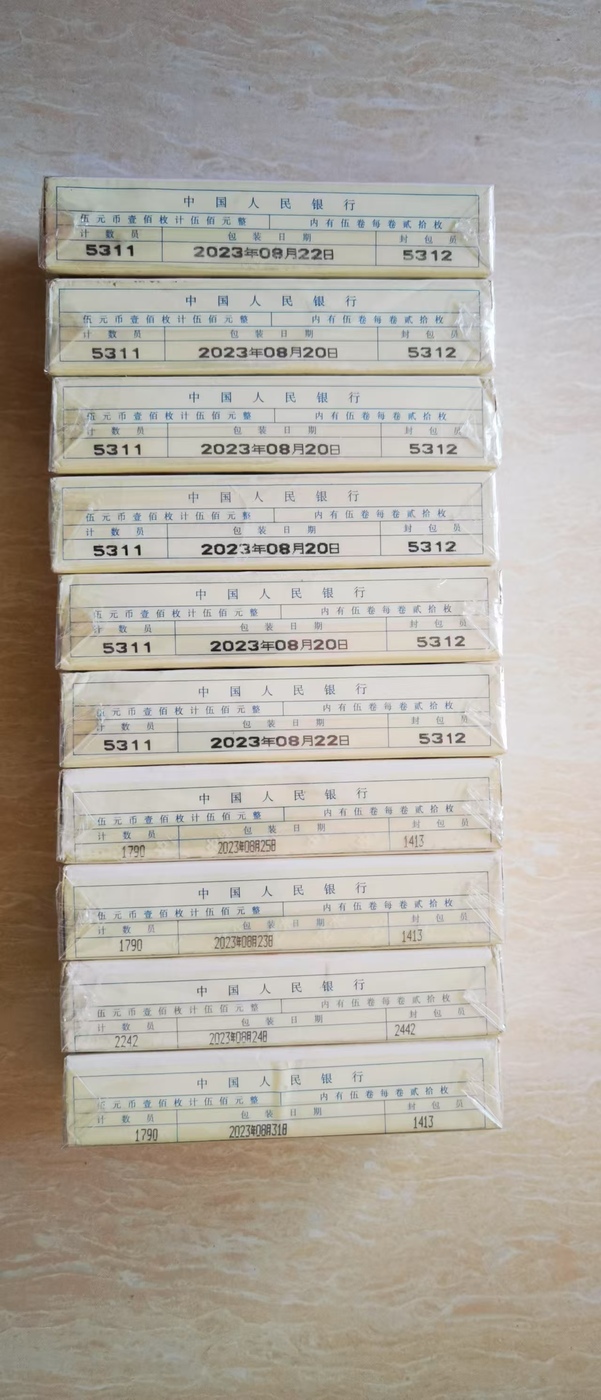 中国人民银行
伍元币壹佰枚计伍佰元整 内有伍卷每卷贰拾枚
计数员 包装日期 封包员
5311 2023年08月22日 5312
中国人民银行
伍元币壹佰枚计伍佰元整 内有伍卷每卷贰拾枚
计数员 包装日期 封包员
5311 2023年08月20日 5312
中国人民银行
伍元币壹佰枚计伍佰元整 内有伍卷每卷贰拾枚
计数员 包装日期 封包员
5311 2023年08月20日 5312
中国人民银行
伍元币壹佰枚计伍佰元整 内有伍卷每卷贰拾枚
计数员 包装日期 封包员
5311 2023年08月20日 5312
中国人民银行
伍元币壹佰枚计伍佰元整 内有伍卷每卷贰拾枚
计数员 包装日期 封包员
5311 2023年08月20日 5312
中国人民银行
伍元币壹佰枚计伍佰元整 内有伍卷每卷贰拾枚
计数员 包装日期 封包员
5311 2023年08月22日 5312
中国人民银行
伍元币壹佰枚计伍佰元整 内有伍卷每卷贰拾枚
计数员 包装日期 封包员
1790 2023年08月25日 1413
中国人民银行
伍元币壹佰枚计伍佰元整 内有伍卷每卷贰拾枚
计数员 包装日期 封包员
1790 2023年08月23日 1413
中国人民银行
伍元币壹佰枚计伍佰元整 内有伍卷每卷贰拾枚
计数员 包装日期 封包员
2242 2023年08月24日 2442
中国人民银行
伍元币壹佰枚计伍佰元整 内有伍卷每卷贰拾枚
计数员 包装日期 封包员
1790 2023年08月31日 1413